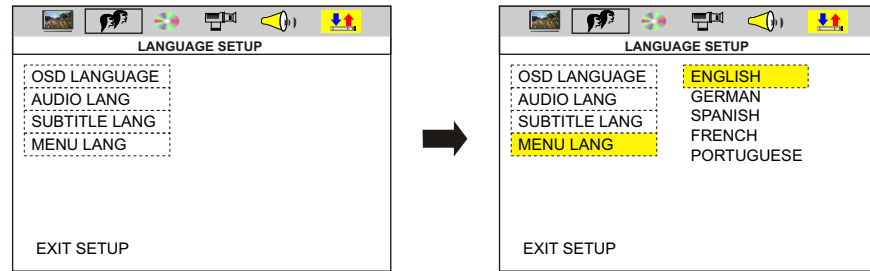 LANGUAGE SETUP
OSD LANGUAGE
AUDIO LANG
SUBTITLE LANG
MENU LANG
EXIT SETUP
LANGUAGE SETUP
OSD LANGUAGE
AUDIO LANG
SUBTITLE LANG
MENU LANG
ENGLISH
GERMAN
SPANISH
FRENCH
PORTUGUESE
EXIT SETUP